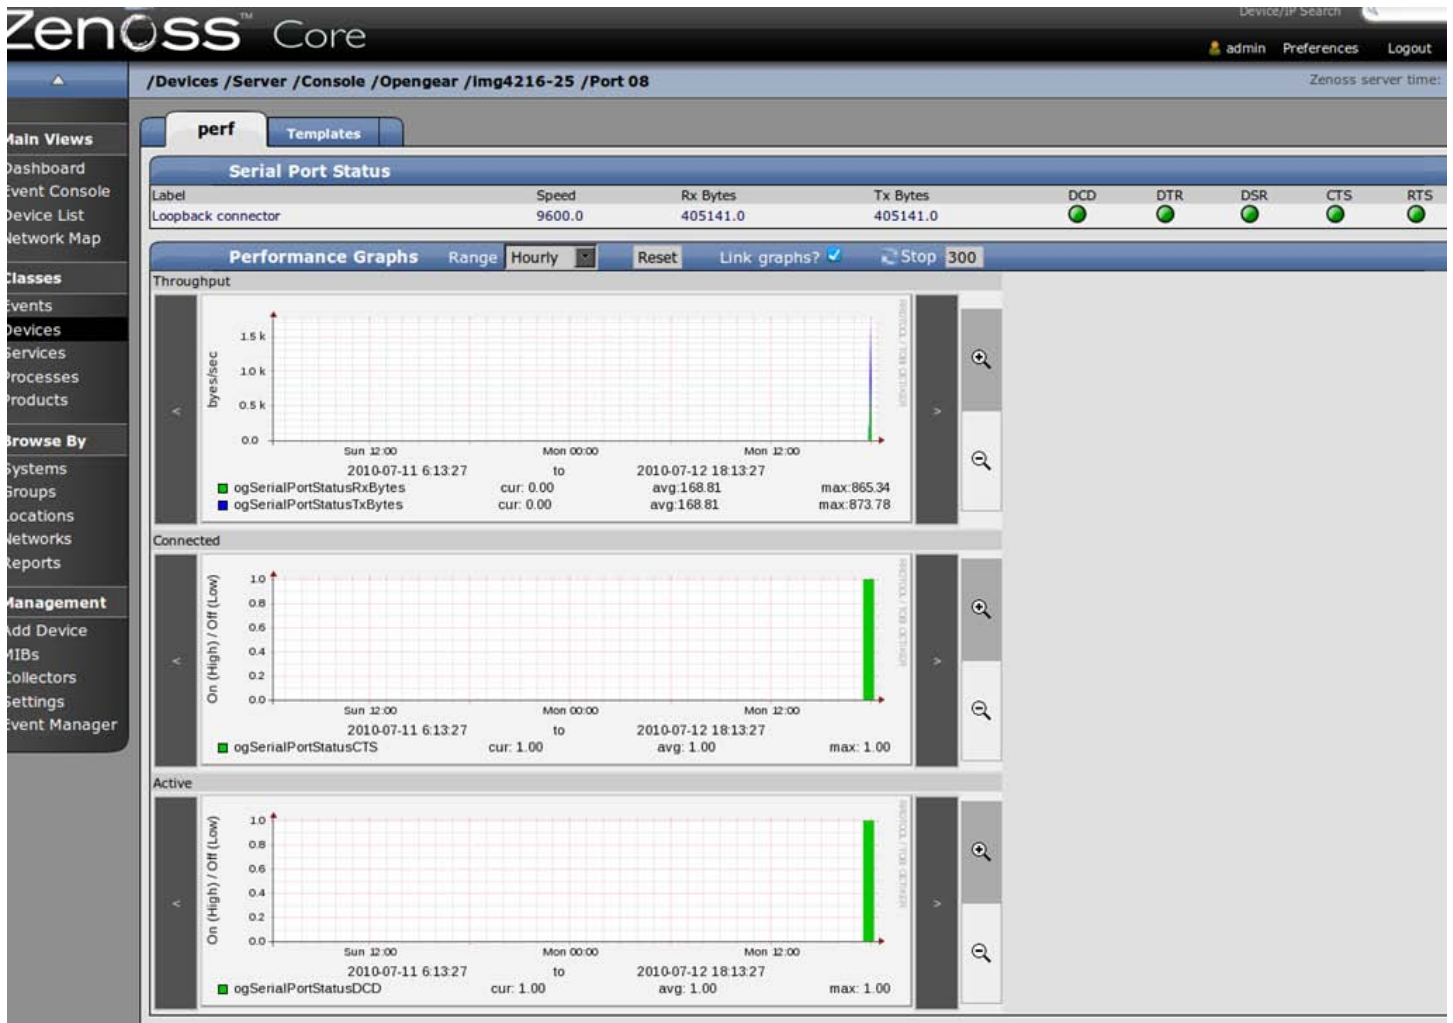 Zenoss™ Core
Device/IP Search
admin Preferences Logout
/Devices /Server /Console /Opengear /img4216-25 /Port 08
Zenoss server time:
Main Views
Dashboard
Event Console
Device List
Network Map
Classes
Events
Devices
Services
Processes
Products
Browse By
Systems
Groups
Locations
Networks
Reports
Management
Add Device
MIBs
Collectors
Settings
Event Manager
perf Templates
Serial Port Status
Label Speed Rx Bytes Tx Bytes DCD DTR DSR CTS RTS
Loopback connector 9600.0 405141.0 405141.0
Performance Graphs Range Hourly Reset Link graphs? Stop 300
Throughput
byes/sec
1.5 k
1.0 k
0.5 k
0.0
Sun 12:00 Mon 00:00 Mon 12:00
2010-07-11 6:13:27 to 2010-07-12 18:13:27
ogSerialPortStatusRxBytes cur: 0.00 avg:168.81 max:865.34
ogSerialPortStatusTxBytes cur: 0.00 avg:168.81 max:873.78
RRDTOOL / TOBI OETIKER
< >
Connected
On (High) / Off (Low)
1.0
0.8
0.6
0.4
0.2
0.0
Sun 12:00 Mon 00:00 Mon 12:00
2010-07-11 6:13:27 to 2010-07-12 18:13:27
ogSerialPortStatusCTS cur: 1.00 avg: 1.00 max: 1.00
RRDTOOL / TOBI OETIKER
< >
Active
On (High) / Off (Low)
1.0
0.8
0.6
0.4
0.2
0.0
Sun 12:00 Mon 00:00 Mon 12:00
2010-07-11 6:13:27 to 2010-07-12 18:13:27
ogSerialPortStatusDCD cur: 1.00 avg: 1.00 max: 1.00
RRDTOOL / TOBI OETIKER
< >